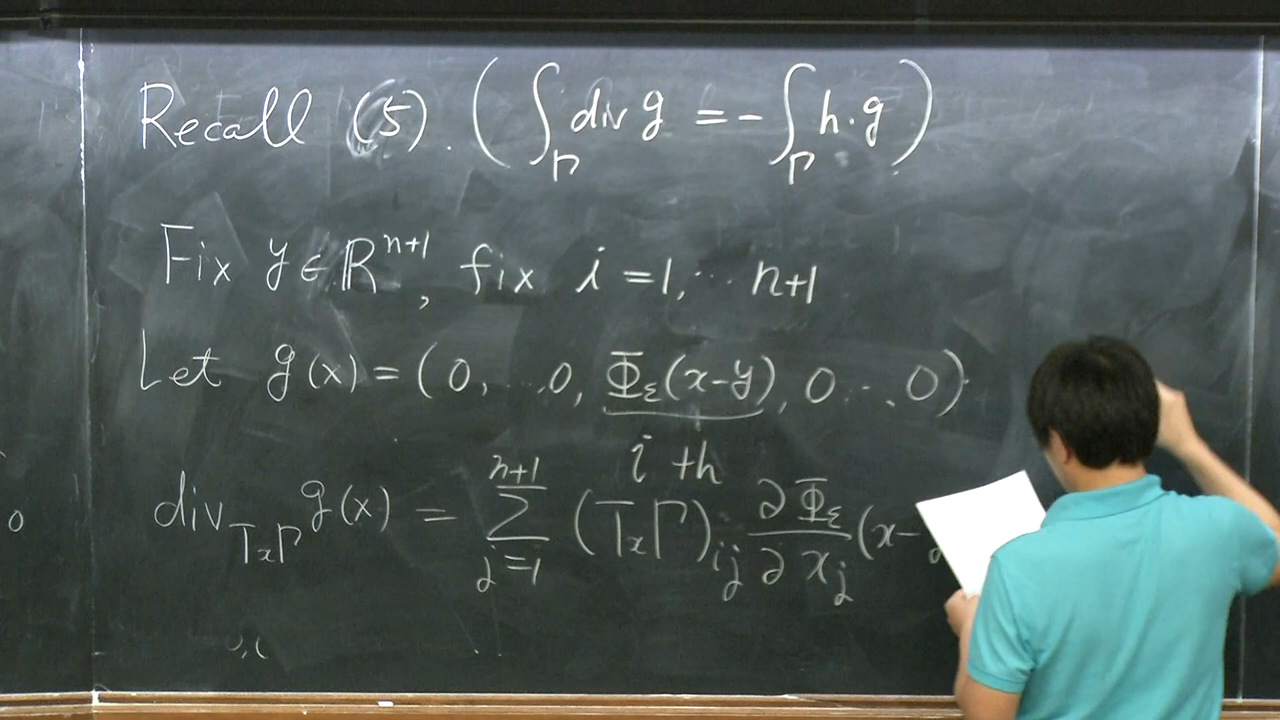 Recall (5). ( ∫_Γ div g = - ∫_Γ h·g )
Fix y ∈ ℝ^{n+1}, fix i = 1, ... n+1
Let g(x) = (0, ...0, Φ_ε(x-y), 0 ... 0)
i th
div_{T_xΓ} g(x) = Σ_{j=1}^{n+1} (T_xΓ)_{ij} ∂Φ_ε/∂x_j (x-